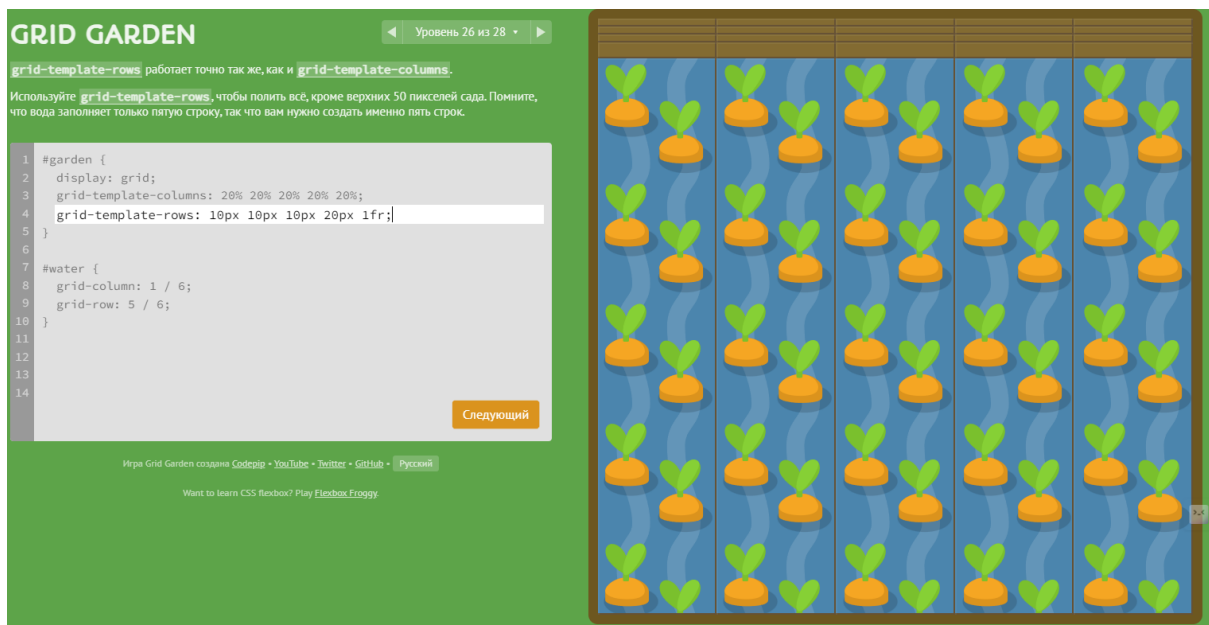 GRID GARDEN
◀ Уровень 26 из 28 ▾ ▶
grid-template-rows работает точно так же, как и grid-template-columns.
Используйте grid-template-rows, чтобы полить всё, кроме верхних 50 пикселей сада. Помните,
что вода заполняет только пятую строку, так что вам нужно создать именно пять строк.
1 #garden {
2 display: grid;
3 grid-template-columns: 20% 20% 20% 20% 20%;
4 grid-template-rows: 10px 10px 10px 20px 1fr;
5 }
6
7 #water {
8 grid-column: 1 / 6;
9 grid-row: 5 / 6;
10 }
11
12
13
14
Следующий
Игра Grid Garden создана Codepip • YouTube • Twitter • GitHub • Русский
Want to learn CSS flexbox? Play Flexbox Froggy.